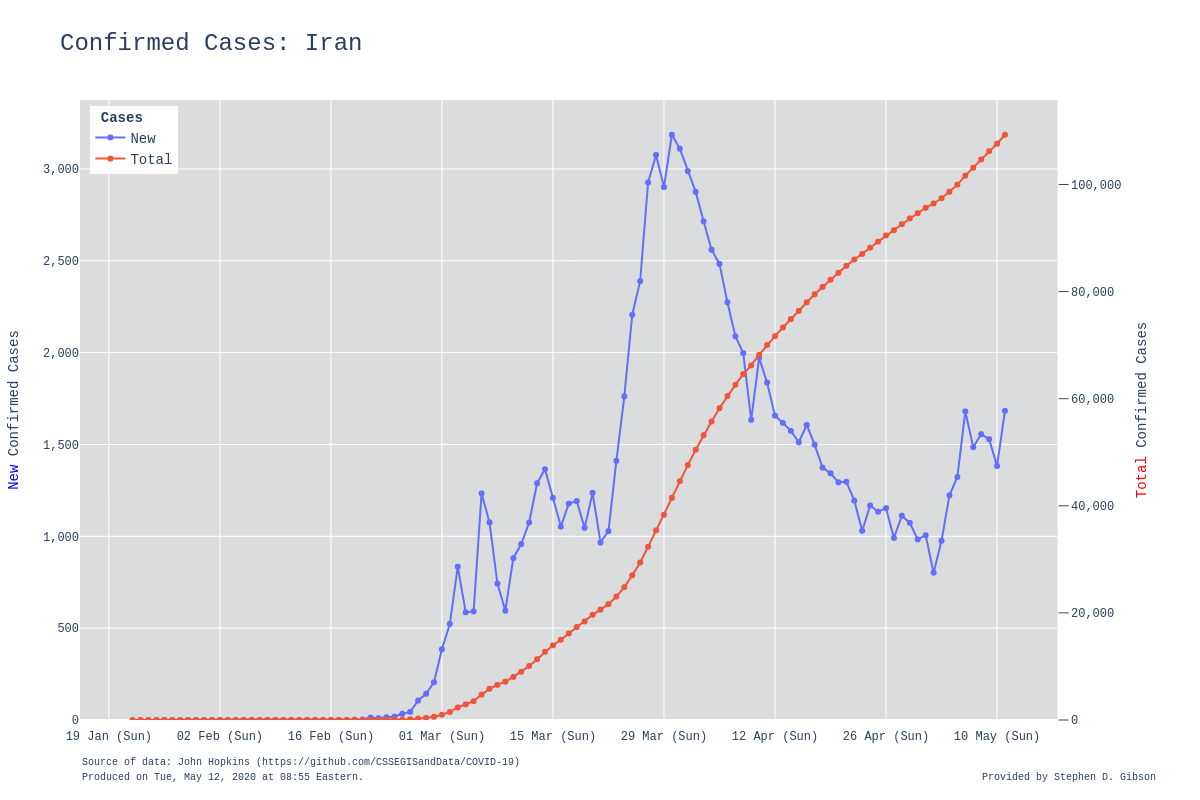 Confirmed Cases: Iran
Cases
New
Total
3,000
2,500
2,000
1,500
1,000
500
0
New Confirmed Cases
100,000
80,000
60,000
40,000
20,000
0
Total Confirmed Cases
19 Jan (Sun) 02 Feb (Sun) 16 Feb (Sun) 01 Mar (Sun) 15 Mar (Sun) 29 Mar (Sun) 12 Apr (Sun) 26 Apr (Sun) 10 May (Sun)
Source of data: John Hopkins (https://github.com/CSSEGISandData/COVID-19)
Produced on Tue, May 12, 2020 at 08:55 Eastern.
Provided by Stephen D. Gibson